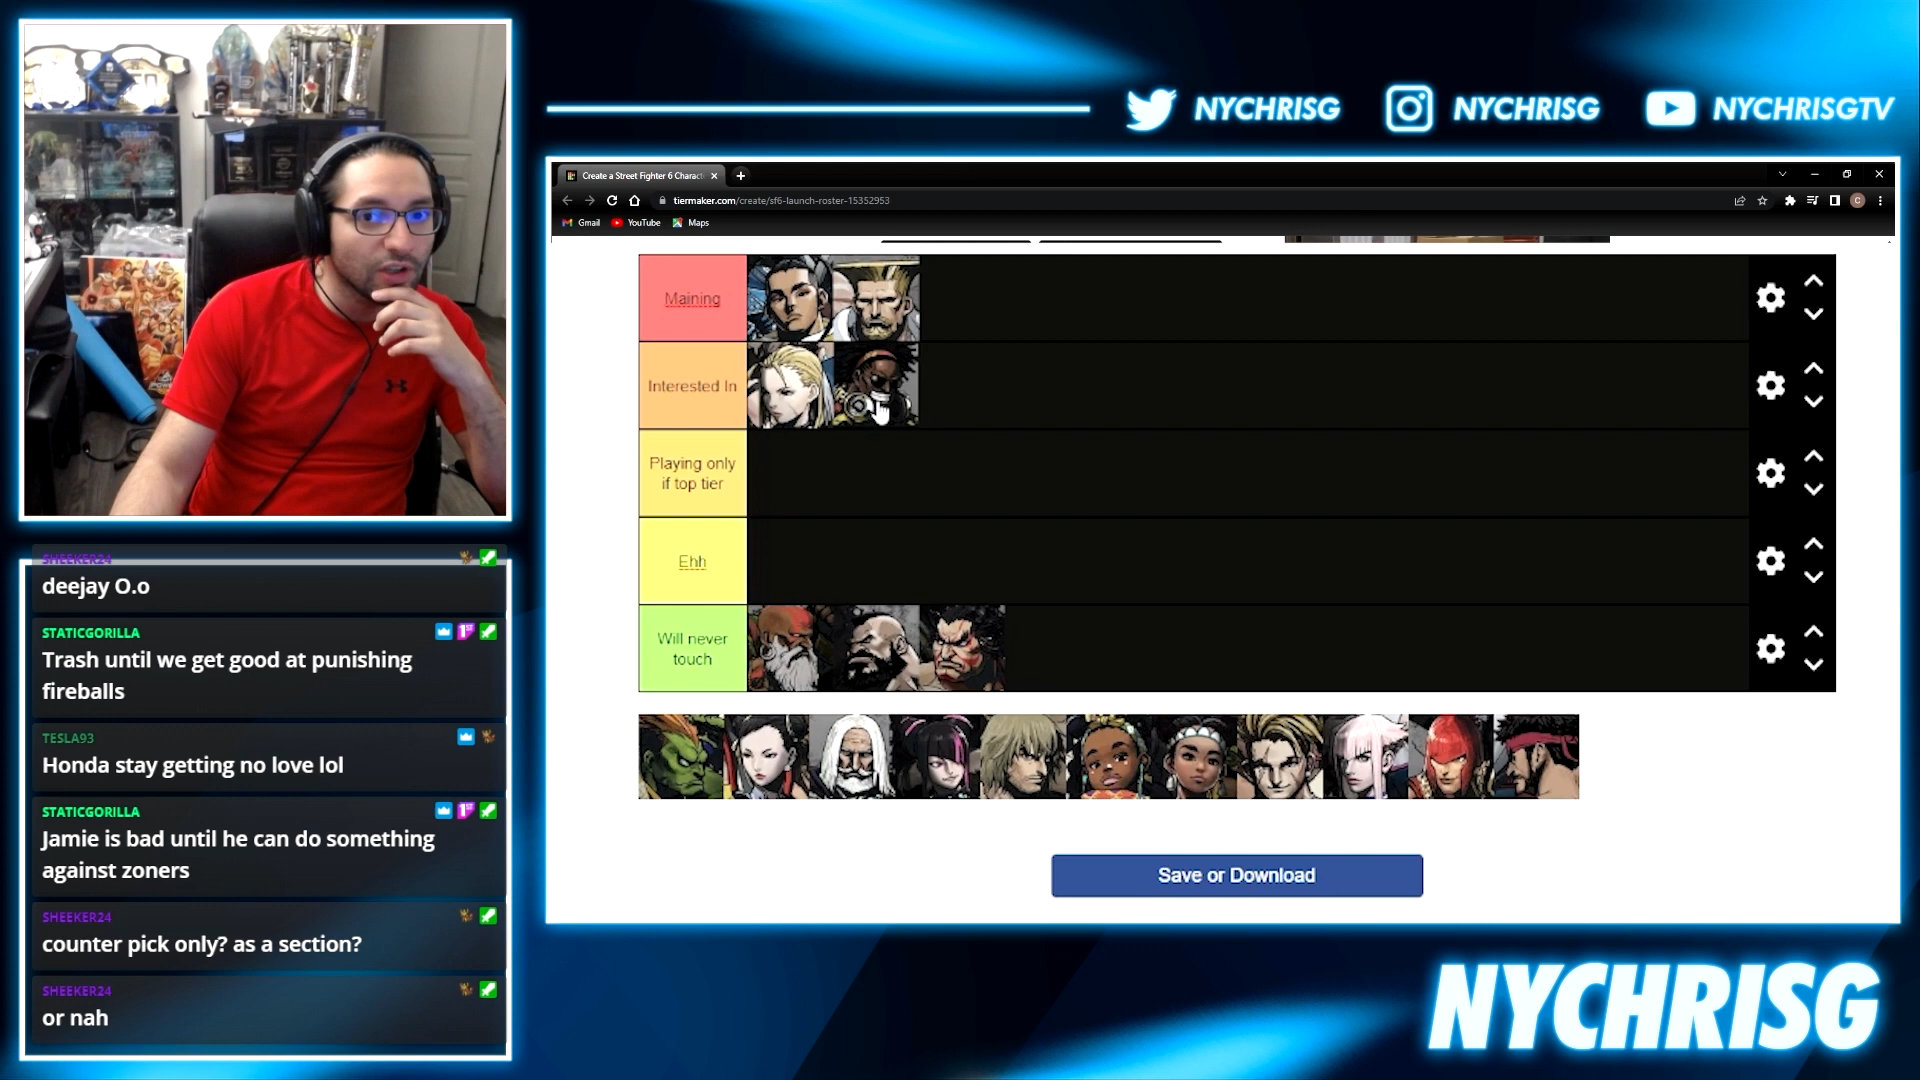 NYCHRISG
NYCHRISG
NYCHRISGTV
Create a Street Fighter 6 Charact
tiermaker.com/create/sf6-launch-roster-15352953
C
Gmail
YouTube
Maps
Maining
Interested In
Playing only
if top tier
Ehh
Will never
touch
Save or Download
SHEEKER24
deejay O.o
STATICGORILLA
1ST
Trash until we get good at punishing
fireballs
TESLA93
Honda stay getting no love lol
STATICGORILLA
1ST
Jamie is bad until he can do something
against zoners
SHEEKER24
counter pick only? as a section?
SHEEKER24
or nah
NYCHRISG